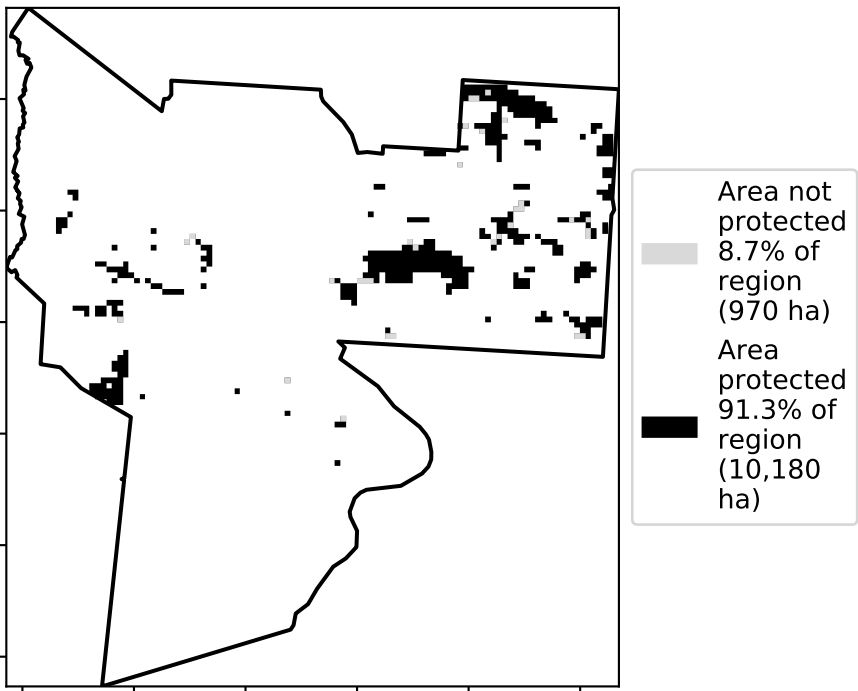 Area not
protected
8.7% of
region
(970 ha)
Area
protected
91.3% of
region
(10,180
ha)